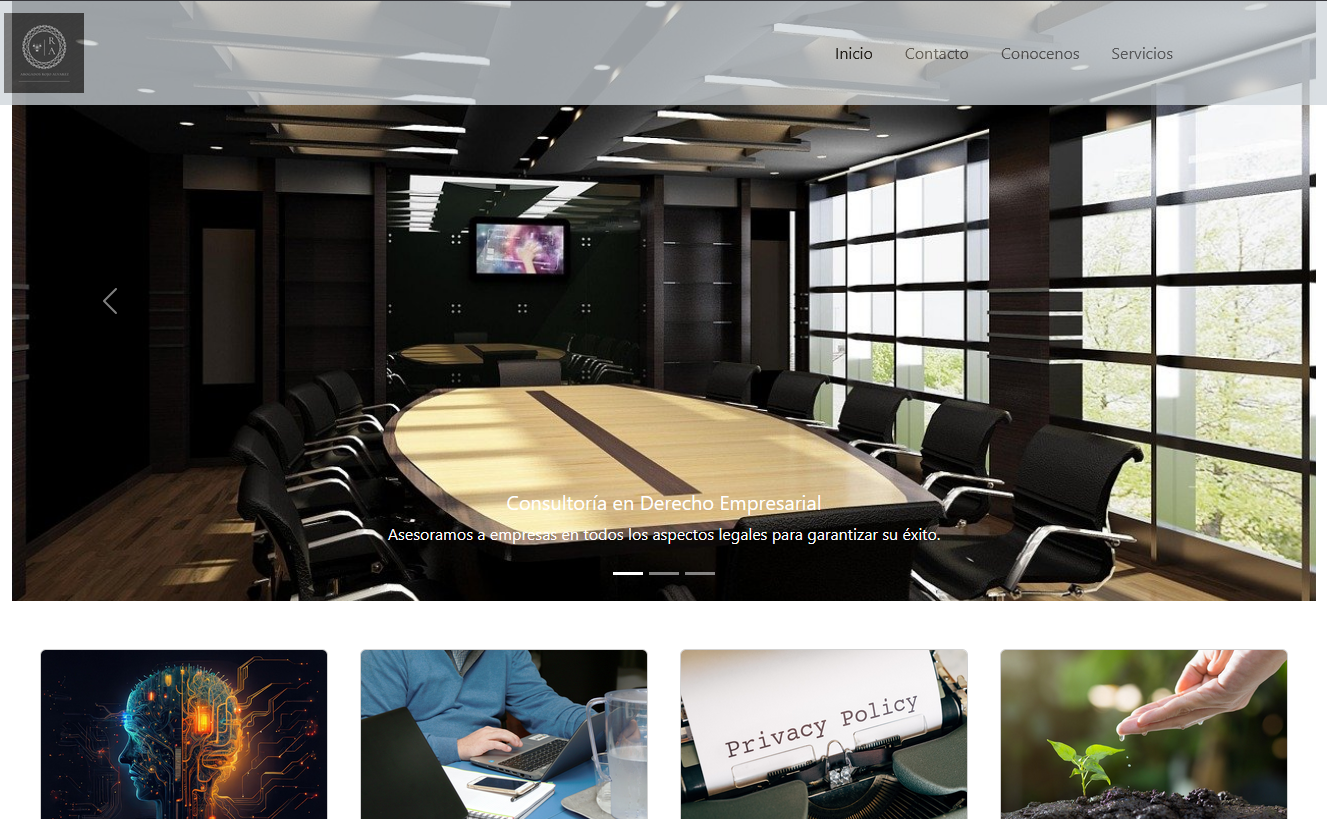 R
A
Inicio
Contacto
Conocenos
Servicios
Consultoría en Derecho Empresarial
Asesoramos a empresas en todos los aspectos legales para garantizar su éxito.
Privacy Policy